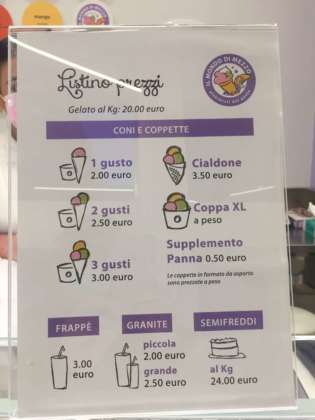 Mango
Listino prezzi
IL MONDO DI MEZZO
Gelato al Kg: 20.00 euro
CONI E COPPETTE
1 gusto
2.00 euro
Cialdone
3.50 euro
2 gusti
2.50 euro
Coppa XL
a peso
3 gusti
3.00 euro
Supplemento
Panna 0.50 euro
Le coppette in formato da asporto
sono prezzate a peso
FRAPPÈ
3.00
euro
GRANITE
piccola
2.00 euro
grande
2.50 euro
SEMIFREDDI
al Kg
24.00 euro